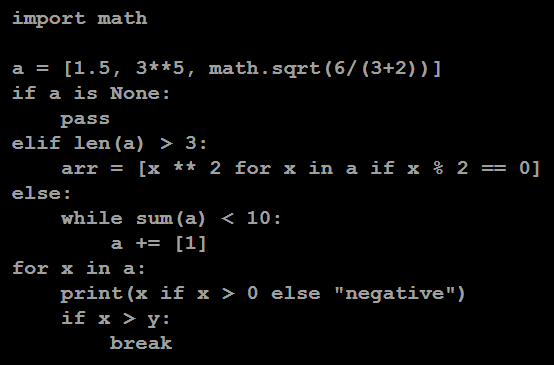 import math

a = [1.5, 3**5, math.sqrt(6/(3+2))]
if a is None:
    pass
elif len(a) > 3:
    arr = [x ** 2 for x in a if x % 2 == 0]
else:
    while sum(a) < 10:
        a += [1]
for x in a:
    print(x if x > 0 else "negative")
    if x > y:
        break